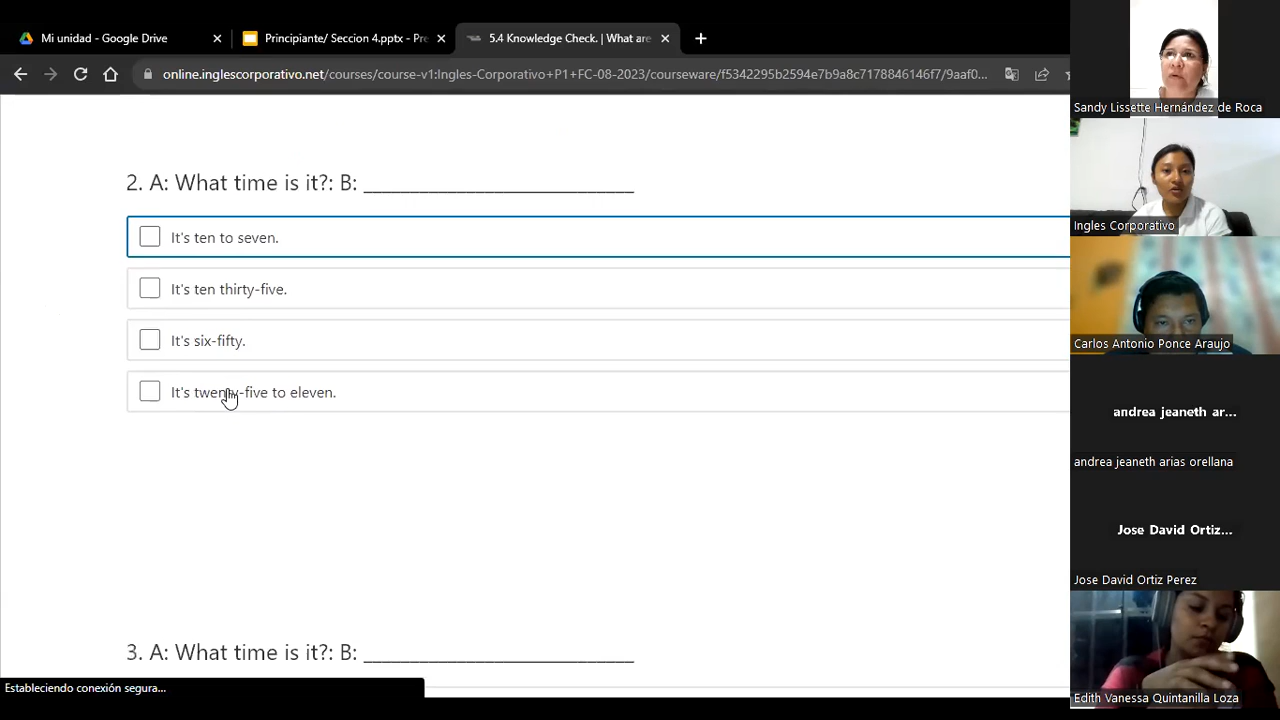 Mi unidad - Google Drive
Principiante/ Seccion 4.pptx - Pre
5.4 Knowledge Check. | What are
online.inglescorporativo.net/courses/course-v1:Ingles-Corporativo+P1+FC-08-2023/courseware/f5342295b2594e7b9a8c7178846146f7/9aaf0...
2. A: What time is it?: B: ___________________________
It's ten to seven.
It's ten thirty-five.
It's six-fifty.
It's twenty-five to eleven.
3. A: What time is it?: B: ___________________________
Estableciendo conexión segura...
Sandy Lissette Hernández de Roca
Ingles Corporativo
Carlos Antonio Ponce Araujo
andrea jeaneth ar...
andrea jeaneth arias orellana
Jose David Ortiz...
Jose David Ortiz Perez
Edith Vanessa Quintanilla Loza